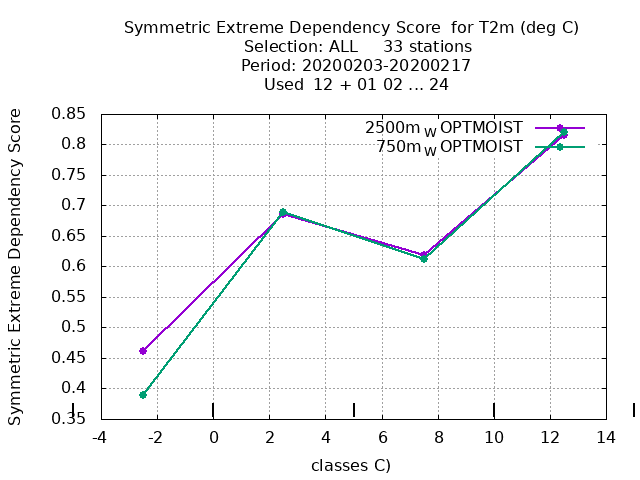 Symmetric Extreme Dependency Score  for T2m (deg C)
Selection: ALL     33 stations
Period: 20200203-20200217
Used  12 + 01 02 ... 24
Symmetric Extreme Dependency Score
0.85
0.8
0.75
0.7
0.65
0.6
0.55
0.5
0.45
0.4
0.35
2500m W OPTMOIST
750m W OPTMOIST
-4 -2 0 2 4 6 8 10 12 14
classes C)